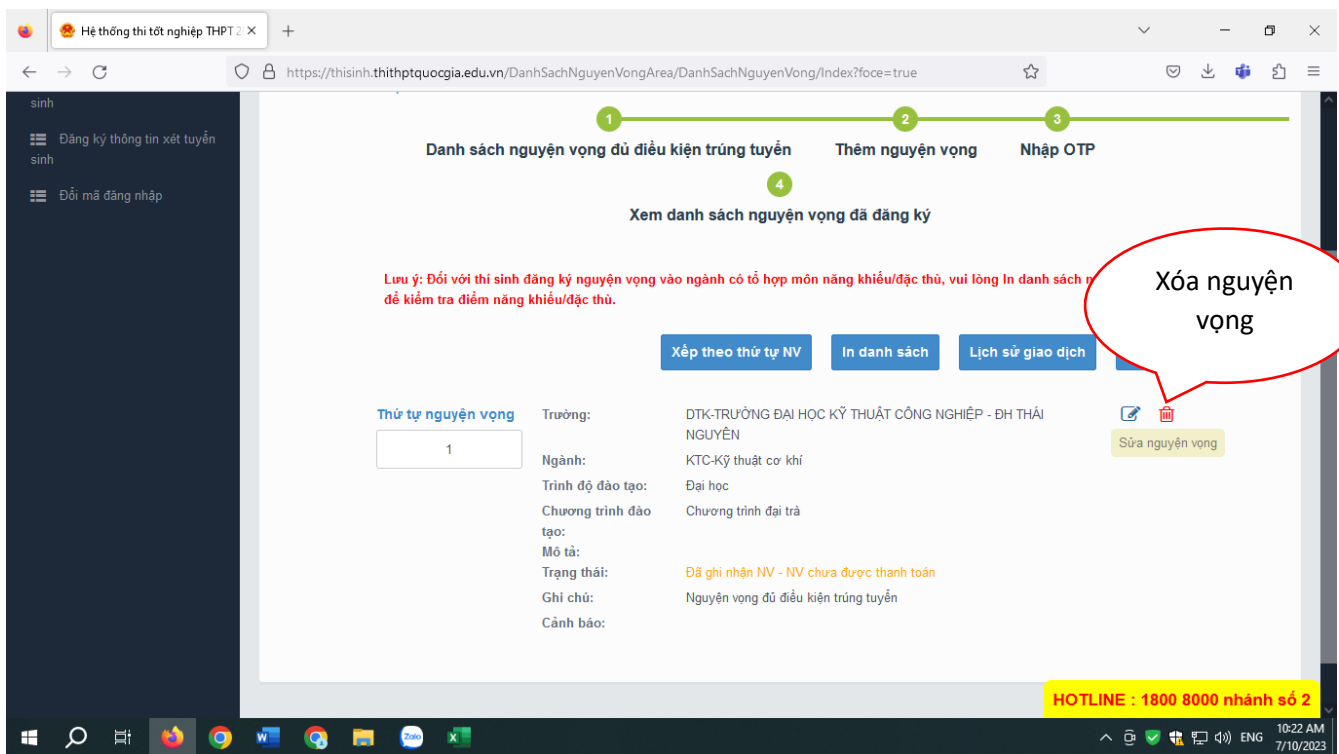 Hệ thống thi tốt nghiệp THPT 2
https://thisinh.thithptquocgia.edu.vn/DanhSachNguyenVongArea/DanhSachNguyenVong/Index?foce=true
sinh
Đăng ký thông tin xét tuyển
sinh
Đổi mã đăng nhập
1
2
3
Danh sách nguyện vọng đủ điều kiện trúng tuyển
Thêm nguyện vọng
Nhập OTP
4
Xem danh sách nguyện vọng đã đăng ký
Lưu ý: Đối với thí sinh đăng ký nguyện vọng vào ngành có tổ hợp môn năng khiếu/đặc thù, vui lòng In danh sách
để kiểm tra điểm năng khiếu/đặc thù.
Xóa nguyện
vọng
Xếp theo thứ tự NV
In danh sách
Lịch sử giao dịch
Thứ tự nguyện vọng
1
Trường: DTK-TRƯỜNG ĐẠI HỌC KỸ THUẬT CÔNG NGHIỆP - ĐH THÁI
NGUYÊN
Sửa nguyện vọng
Ngành: KTC-Kỹ thuật cơ khí
Trình độ đào tạo: Đại học
Chương trình đào Chương trình đại trà
tạo:
Mô tả:
Trạng thái: Đã ghi nhận NV - NV chưa được thanh toán
Ghi chú: Nguyện vọng đủ điều kiện trúng tuyển
Cảnh báo:
HOTLINE : 1800 8000 nhánh số 2
Zalo
ENG
10:22 AM
7/10/2023